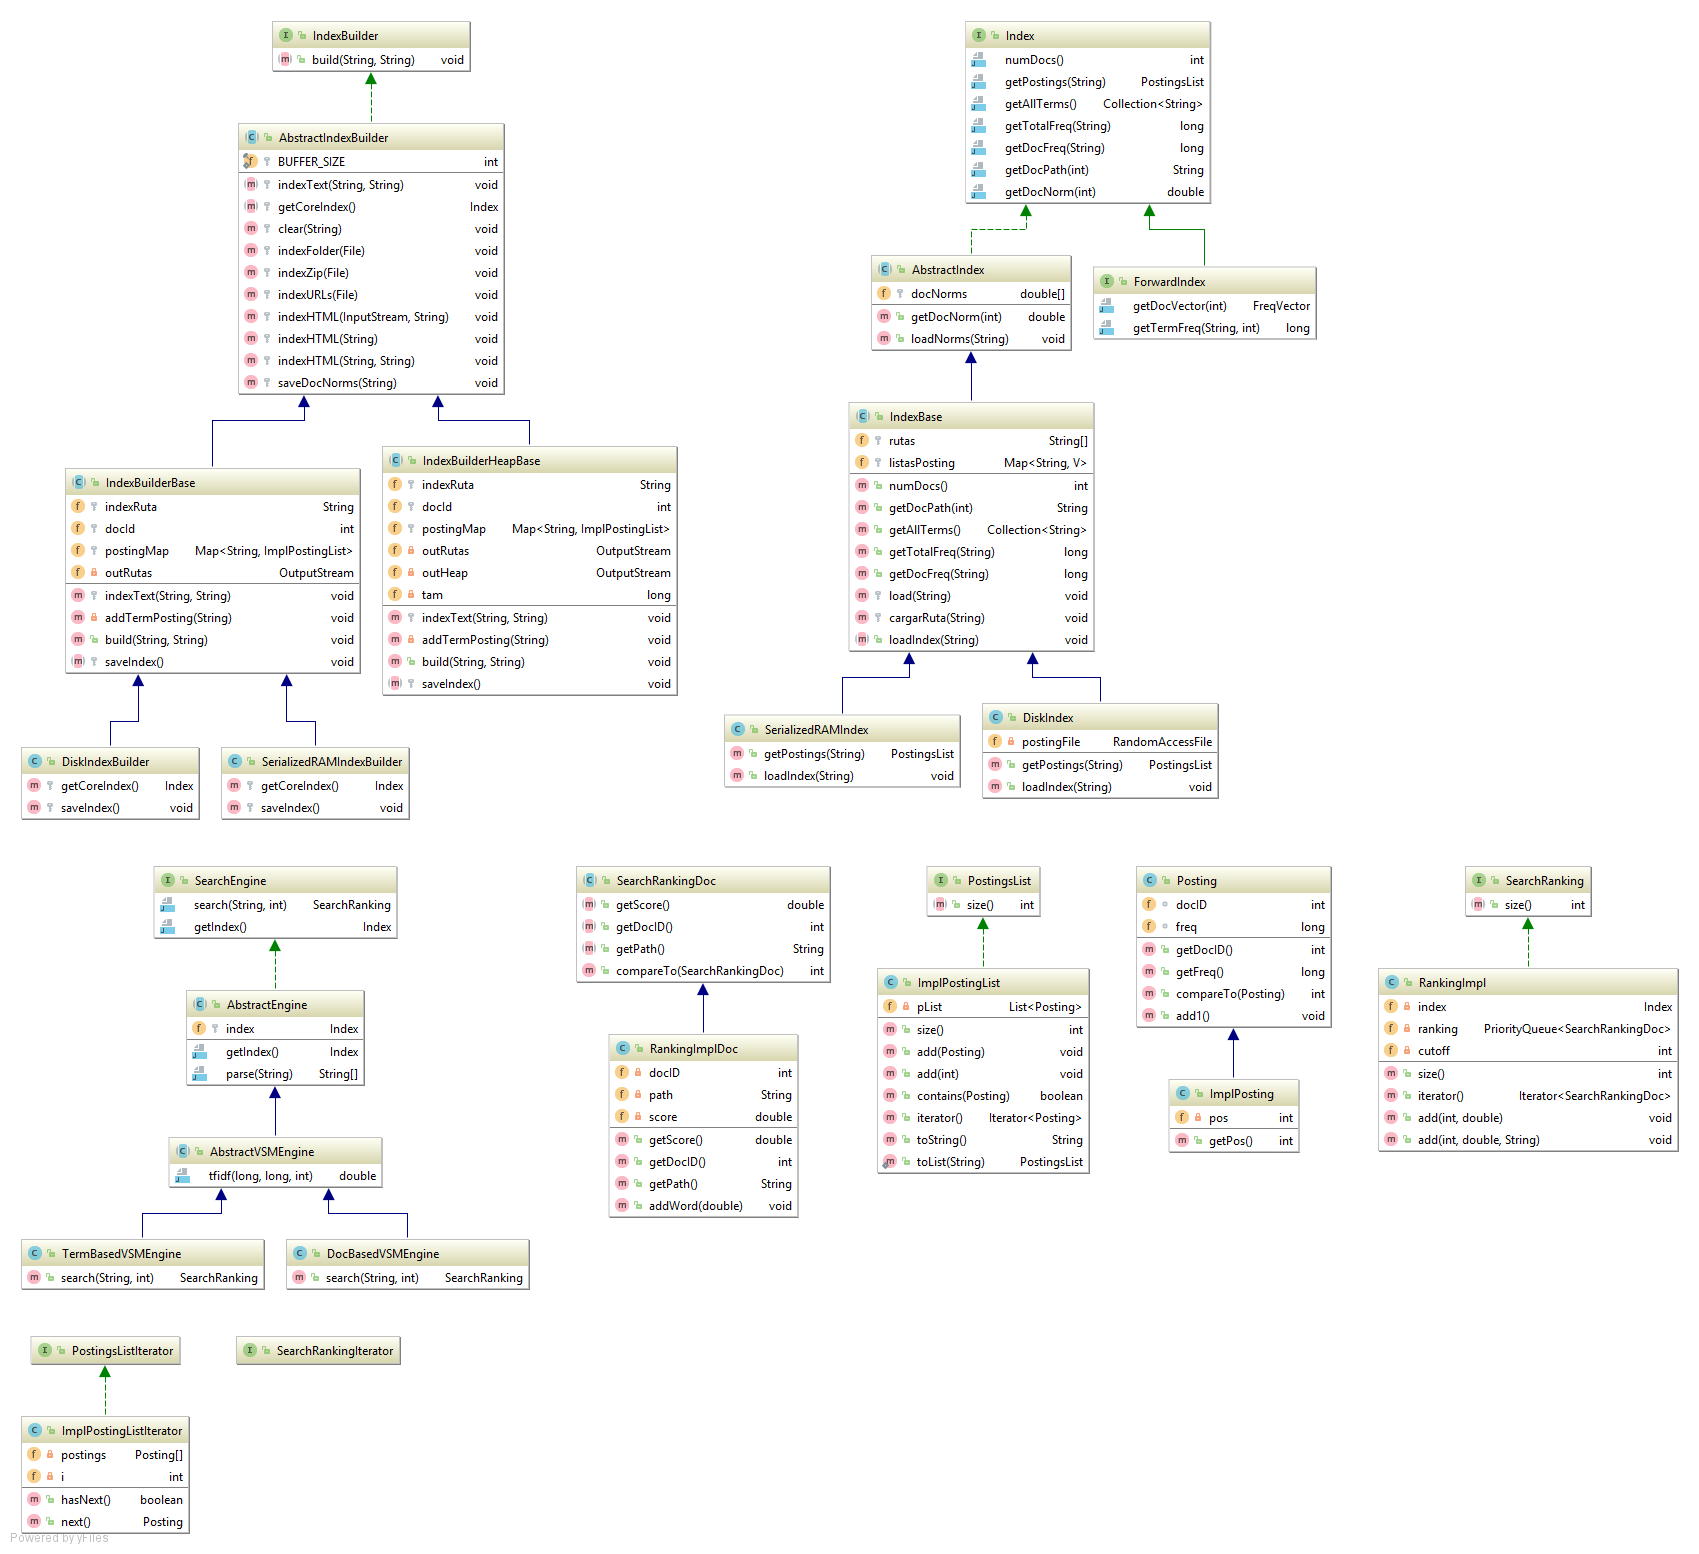 IndexBuilder
build(String, String) void
AbstractIndexBuilder
BUFFER_SIZE int
indexText(String, String) void
getCoreIndex() Index
clear(String) void
indexFolder(File) void
indexZip(File) void
indexURLs(File) void
indexHTML(InputStream, String) void
indexHTML(String) void
indexHTML(String, String) void
saveDocNorms(String) void
IndexBuilderBase
indexRuta String
docId int
postingMap Map<String, ImplPostingList>
outRutas OutputStream
indexText(String, String) void
addTermPosting(String) void
build(String, String) void
saveIndex() void
IndexBuilderHeapBase
indexRuta String
docId int
postingMap Map<String, ImplPostingList>
outRutas OutputStream
outHeap OutputStream
tam long
indexText(String, String) void
addTermPosting(String) void
build(String, String) void
saveIndex() void
DiskIndexBuilder
getCoreIndex() Index
saveIndex() void
SerializedRAMIndexBuilder
getCoreIndex() Index
saveIndex() void
Index
numDocs() int
getPostings(String) PostingsList
getAllTerms() Collection<String>
getTotalFreq(String) long
getDocFreq(String) long
getDocPath(int) String
getDocNorm(int) double
AbstractIndex
docNorms double[]
getDocNorm(int) double
loadNorms(String) void
ForwardIndex
getDocVector(int) FreqVector
getTermFreq(String, int) long
IndexBase
rutas String[]
listasPosting Map<String, V>
numDocs() int
getDocPath(int) String
getAllTerms() Collection<String>
getTotalFreq(String) long
getDocFreq(String) long
load(String) void
cargarRuta(String) void
loadIndex(String) void
SerializedRAMIndex
getPostings(String) PostingsList
loadIndex(String) void
DiskIndex
postingFile RandomAccessFile
getPostings(String) PostingsList
loadIndex(String) void
SearchEngine
search(String, int) SearchRanking
getIndex() Index
AbstractEngine
index Index
getIndex() Index
parse(String) String[]
AbstractVSMEngine
tfidf(long, long, int) double
TermBasedVSMEngine
search(String, int) SearchRanking
DocBasedVSMEngine
search(String, int) SearchRanking
SearchRankingDoc
getScore() double
getDocID() int
getPath() String
compareTo(SearchRankingDoc) int
RankingImplDoc
docID int
path String
score double
getScore() double
getDocID() int
getPath() String
addWord(double) void
PostingsList
size() int
ImplPostingList
pList List<Posting>
size() int
add(Posting) void
add(int) void
contains(Posting) boolean
iterator() Iterator<Posting>
toString() String
toList(String) PostingsList
Posting
docID int
freq long
getDocID() int
getFreq() long
compareTo(Posting) int
add1() void
ImplPosting
pos int
getPos() int
SearchRanking
size() int
RankingImpl
index Index
ranking PriorityQueue<SearchRankingDoc>
cutoff int
size() int
iterator() Iterator<SearchRankingDoc>
add(int, double) void
add(int, double, String) void
PostingsListIterator
SearchRankingIterator
ImplPostingListIterator
postings Posting[]
i int
hasNext() boolean
next() Posting
Powered by yFiles